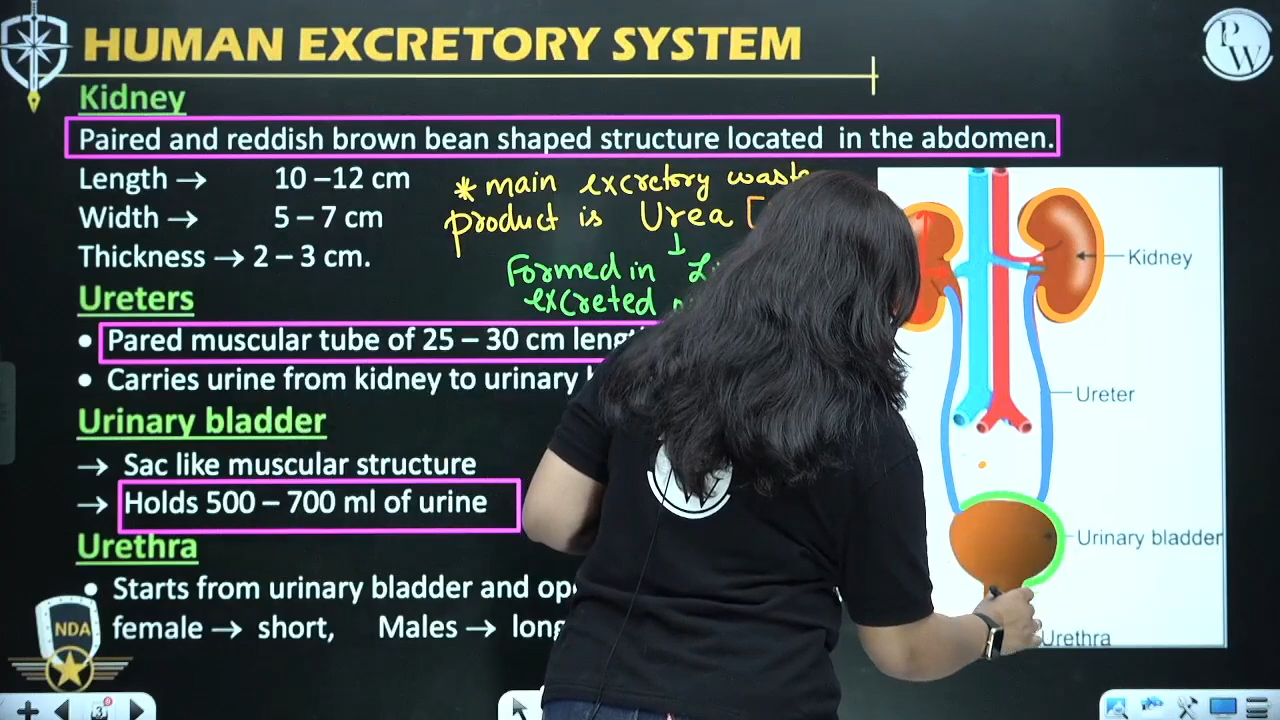 HUMAN EXCRETORY SYSTEM
PW
Kidney
Paired and reddish brown bean shaped structure located in the abdomen.
Length → 10 –12 cm
Width → 5 – 7 cm
Thickness → 2 – 3 cm.
* main excretory waste
product is Urea [
↓
Formed in
excreted
Ureters
• Pared muscular tube of 25 – 30 cm
• Carries urine from kidney to urinary
Urinary bladder
→ Sac like muscular structure
→ Holds 500 – 700 ml of urine
Urethra
• Starts from urinary bladder and
female → short, Males →
NDA
Kidney
Ureter
Urinary bladder
Urethra